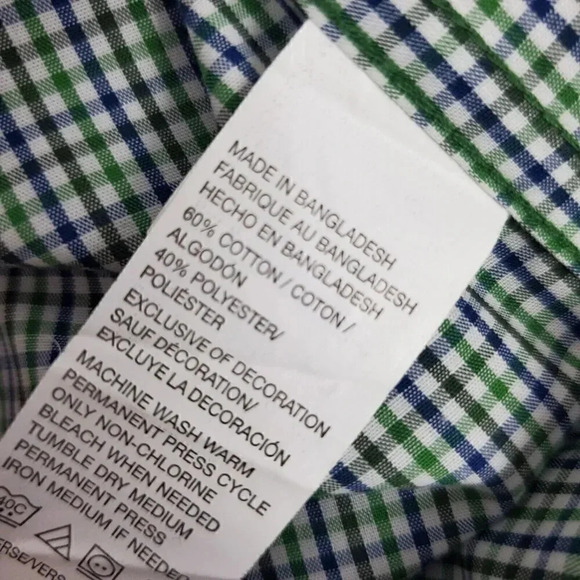 MADE IN BANGLADESH
FABRIQUE AU BANGLADESH
HECHO EN BANGLADESH
60% COTTON / COTON /
ALGODÓN
40% POLYESTER/
POLIÉSTER
EXCLUSIVE OF DECORATION
SAUF DÉCORATION/
EXCLUYE LA DECORACIÓN
MACHINE WASH WARM
PERMANENT PRESS CYCLE
ONLY NON-CHLORINE
BLEACH WHEN NEEDED
TUMBLE DRY MEDIUM
PERMANENT PRESS
IRON MEDIUM IF NEEDED
40C